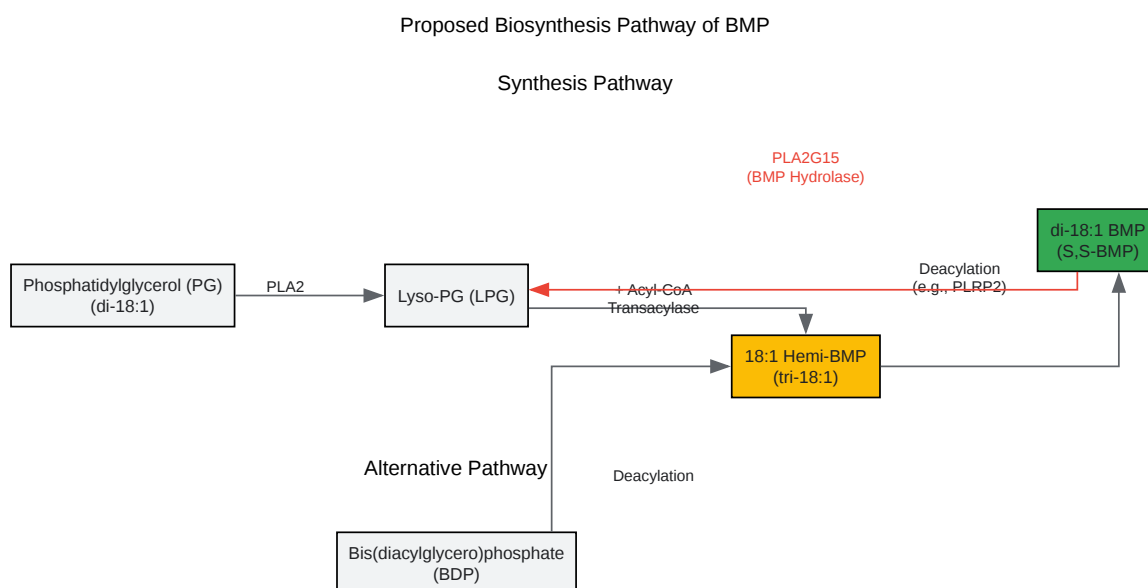 Proposed Biosynthesis Pathway of BMP
Synthesis Pathway
PLA2G15
(BMP Hydrolase)
di-18:1 BMP
(S,S-BMP)
Phosphatidylglycerol (PG)
(di-18:1)
PLA2
Lyso-PG (LPG)
+ Acyl-CoA
Transacylase
Deacylation
(e.g., PLRP2)
18:1 Hemi-BMP
(tri-18:1)
Alternative Pathway
Deacylation
Bis(diacylglycero)phosphate
(BDP)